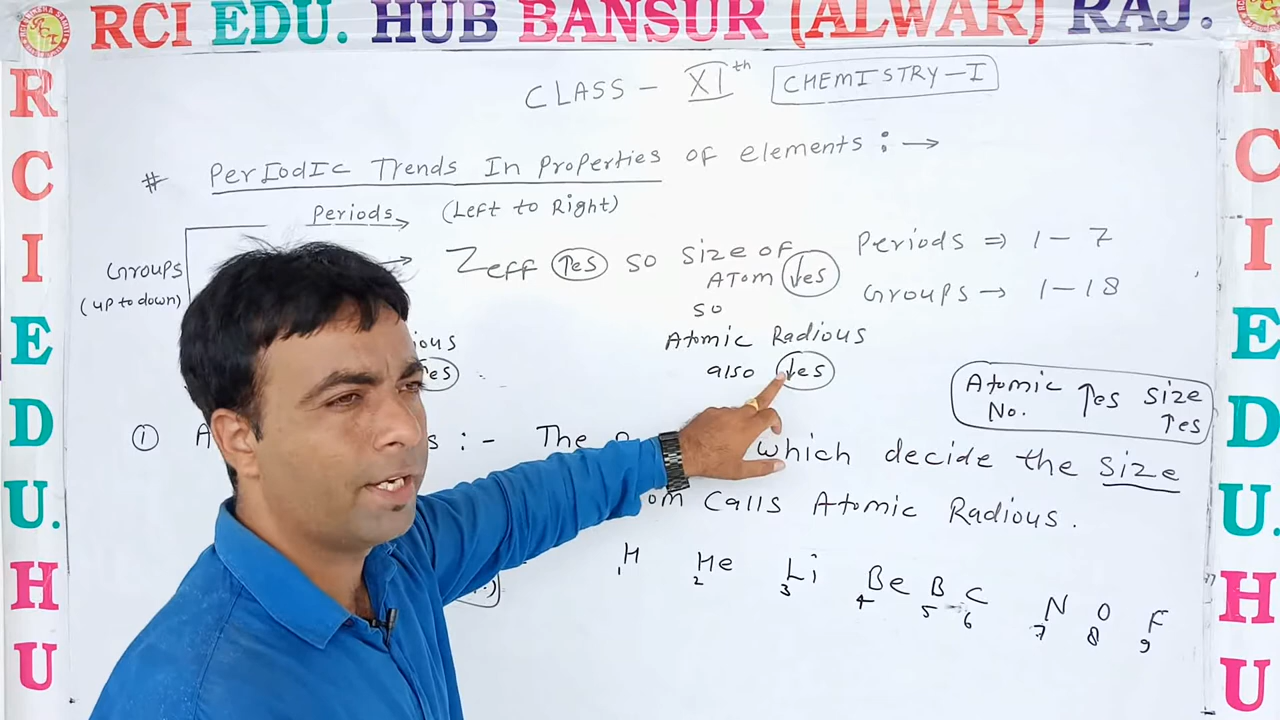 RCI EDU. HUB BANSUR (ALWAR) RAJ.
R
C
I
E
D
U.
H
U
CLASS - XIth CHEMISTRY-I
# PerIodIc Trends In Properties of elements : →
Periods → (Left to Right)
Groups
(up to down)
→ Zeff ↑es so size of
Atom ↓es
so
Atomic Radious
also ↓es
Periods ⇒ 1 - 7
Groups → 1 - 18
ious
↑es
Atomic No. ↑es size ↑es
① A s : - The which decide the size
om calls Atomic Radious.
H He Li Be B C N O F
1 2 3 4 5 6 7 8 9
R
C
I
E
D
U.
H
U